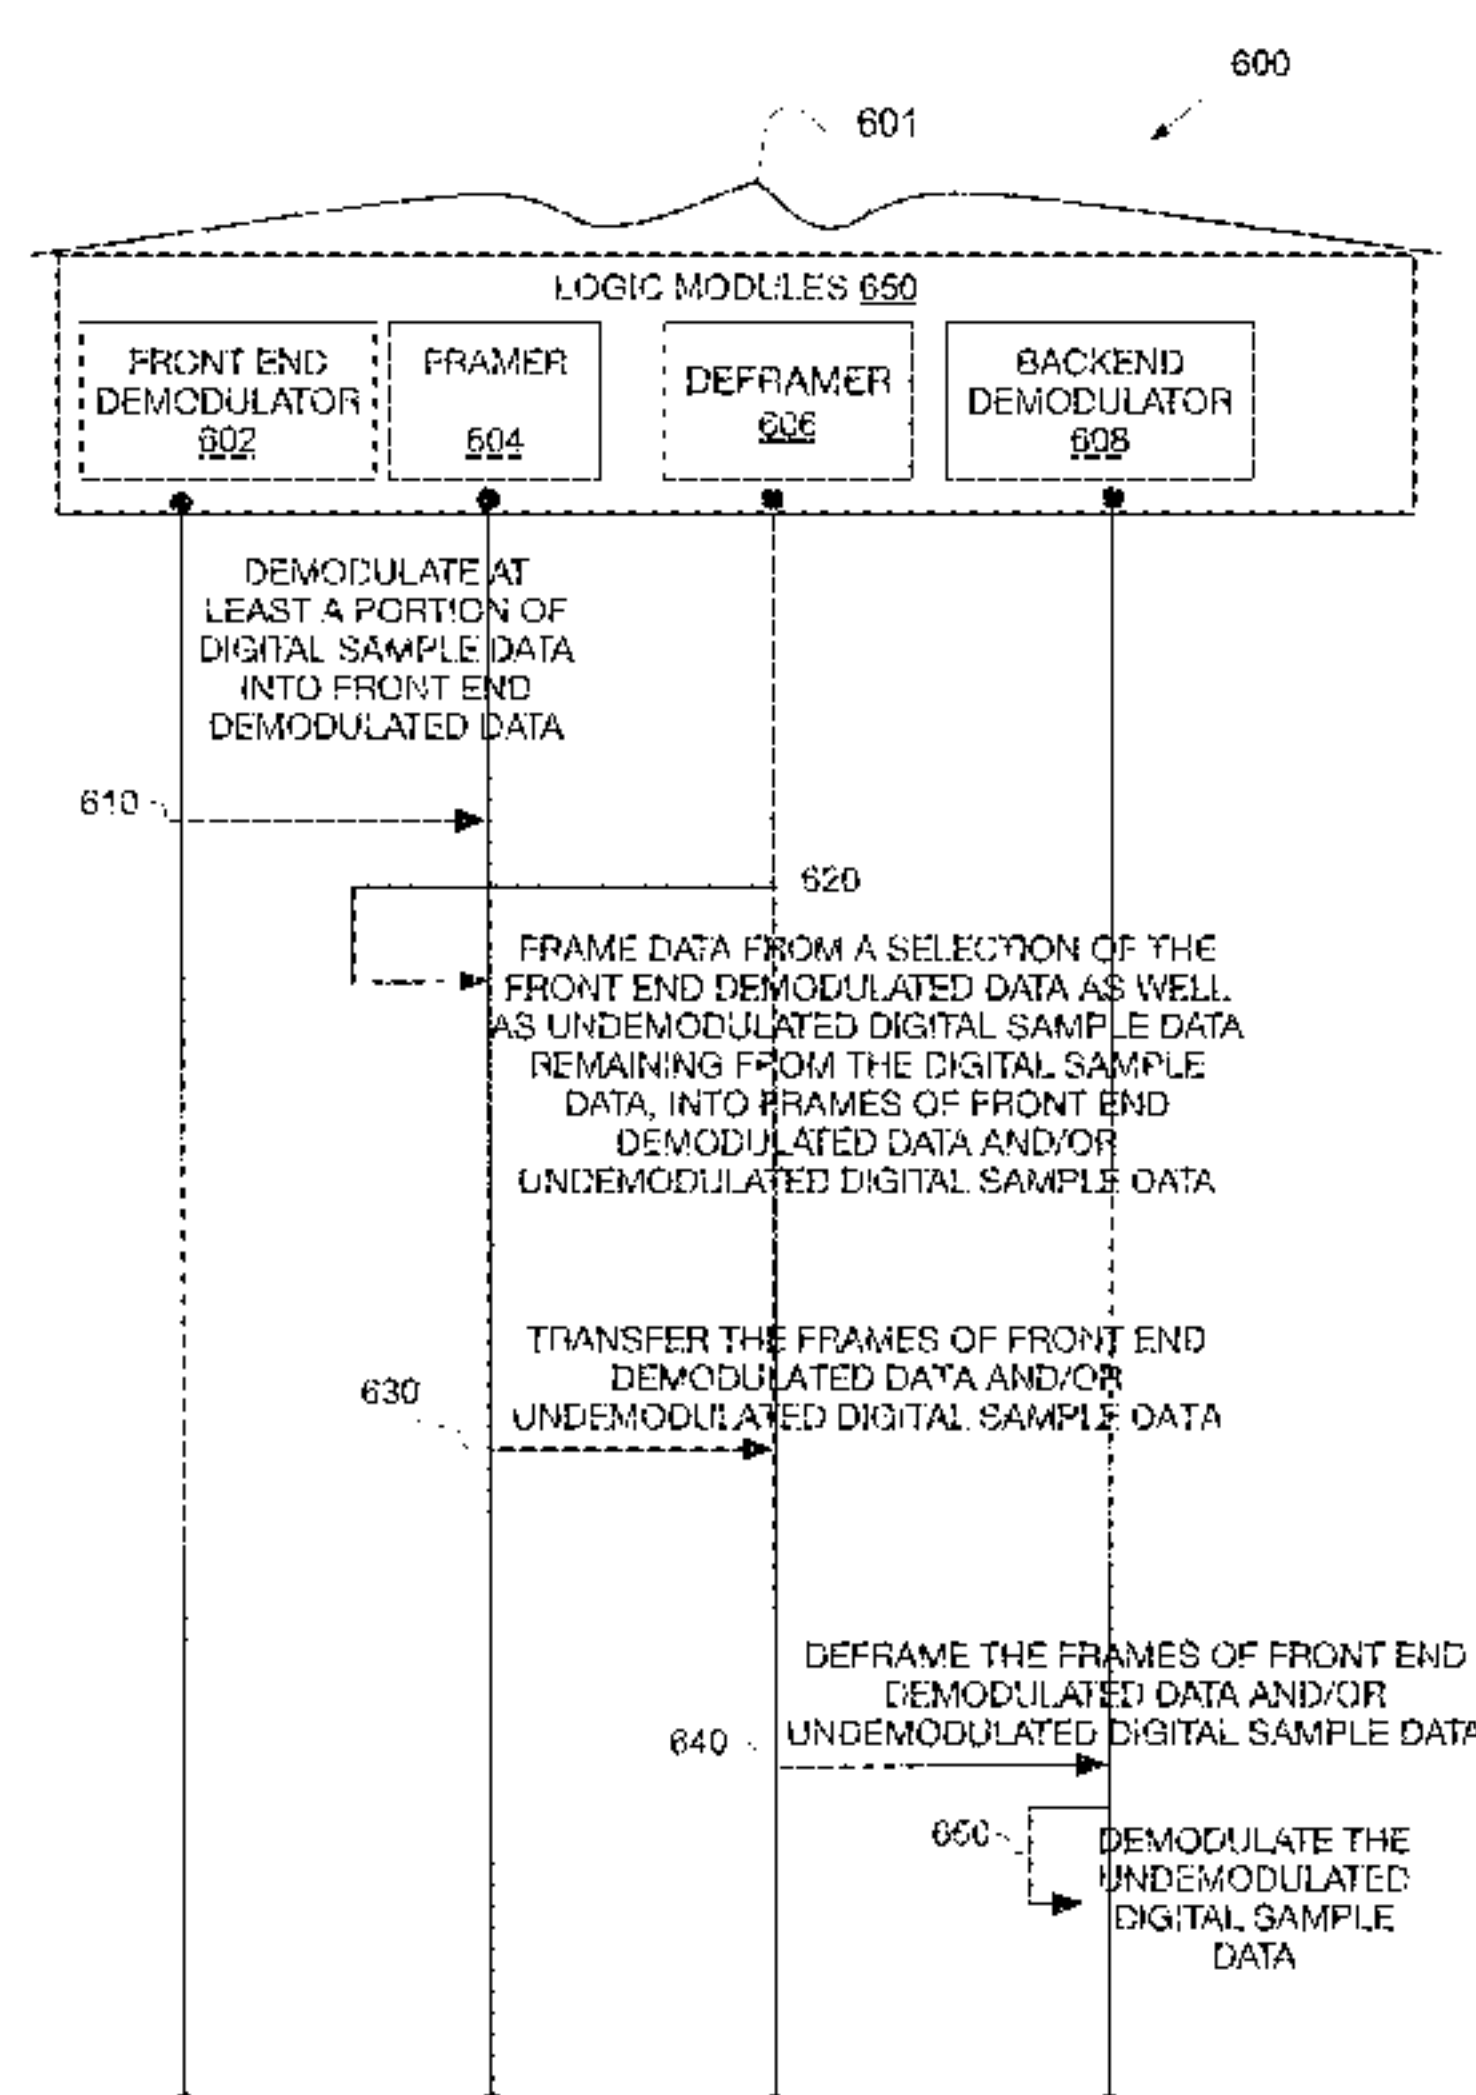 600
601
LOGIC MODULES 650
FRONT END
DEMODULATOR
602
FRAMER
604
DEFRAMER
606
BACKEND
DEMODULATOR
608
DEMODULATE AT
LEAST A PORTION OF
DIGITAL SAMPLE DATA
INTO FRONT END
DEMODULATED DATA
610
620
FRAME DATA FROM A SELECTION OF THE
FRONT END DEMODULATED DATA AS WELL
AS UNDEMODULATED DIGITAL SAMPLE DATA
REMAINING FROM THE DIGITAL SAMPLE
DATA, INTO FRAMES OF FRONT END
DEMODULATED DATA AND/OR
UNDEMODULATED DIGITAL SAMPLE DATA
TRANSFER THE FRAMES OF FRONT END
DEMODULATED DATA AND/OR
UNDEMODULATED DIGITAL SAMPLE DATA
630
DEFRAME THE FRAMES OF FRONT END
DEMODULATED DATA AND/OR
UNDEMODULATED DIGITAL SAMPLE DATA
640
650
DEMODULATE THE
UNDEMODULATED
DIGITAL SAMPLE
DATA